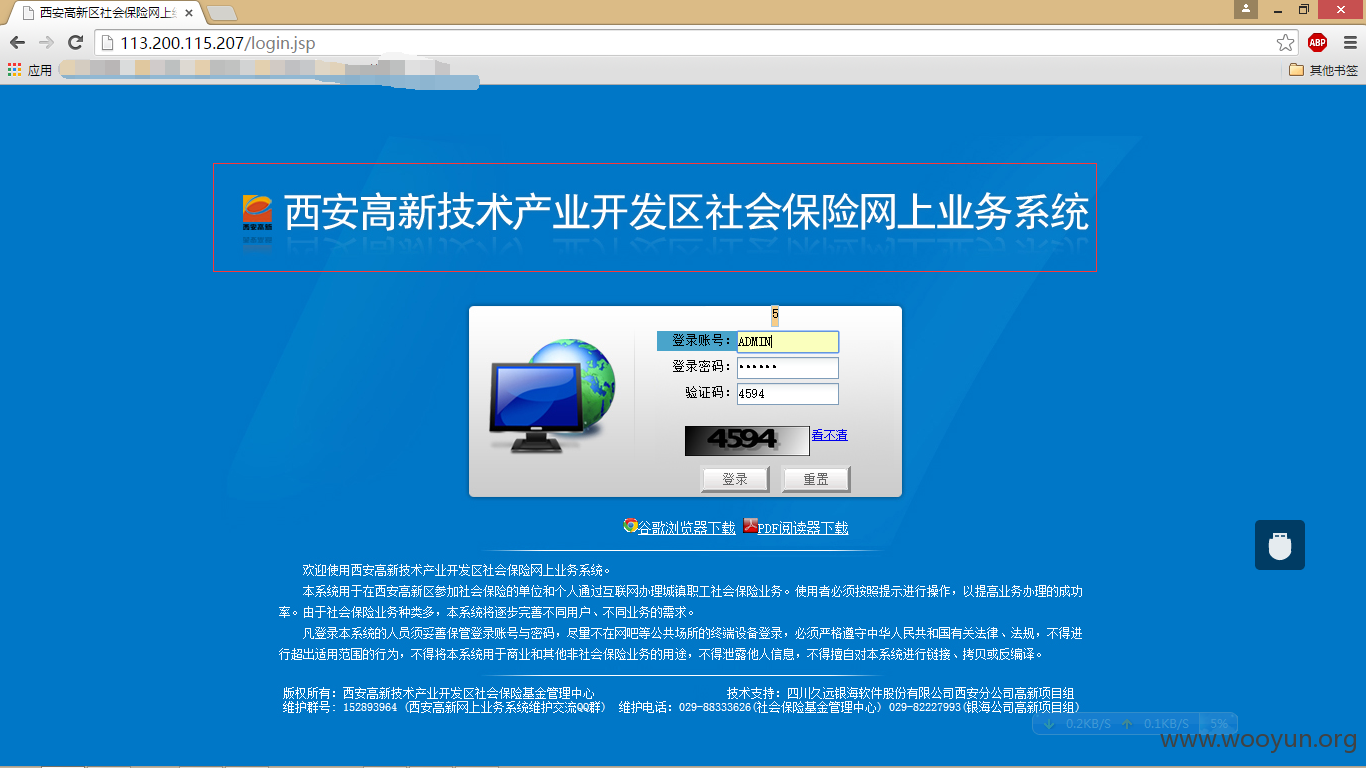 西安高新区社会保险网上
113.200.115.207/login.jsp
ABP
应用
其他书签
西安高新
西安高新技术产业开发区社会保险网上业务系统
5
登录账号：ADMIN
登录密码：••••••
验证码：4594
4594 看不清
登录 重置
谷歌浏览器下载 PDF阅读器下载
欢迎使用西安高新技术产业开发区社会保险网上业务系统。
本系统用于在西安高新区参加社会保险的单位和个人通过互联网办理城镇职工社会保险业务。使用者必须按照提示进行操作，以提高业务办理的成功
率。由于社会保险业务种类多，本系统将逐步完善不同用户、不同业务的需求。
凡登录本系统的人员须妥善保管登录账号与密码，尽量不在网吧等公共场所的终端设备登录，必须严格遵守中华人民共和国有关法律、法规，不得进
行超出适用范围的行为，不得将本系统用于商业和其他非社会保险业务的用途，不得泄露他人信息，不得擅自对本系统进行链接、拷贝或反编译。
版权所有：西安高新技术产业开发区社会保险基金管理中心 技术支持：四川久远银海软件股份有限公司西安分公司高新项目组
维护群号：152893964 (西安高新网上业务系统维护交流QQ群) 维护电话：029-88333626(社会保险基金管理中心) 029-82227993(银海公司高新项目组)
0.2KB/S 0.1KB/S 5%
www.wooyun.org